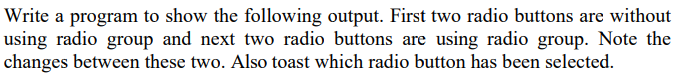 Write a program to show the following output. First two radio buttons are without
using radio group and next two radio buttons are using radio group. Note the
changes between these two. Also toast which radio button has been selected.